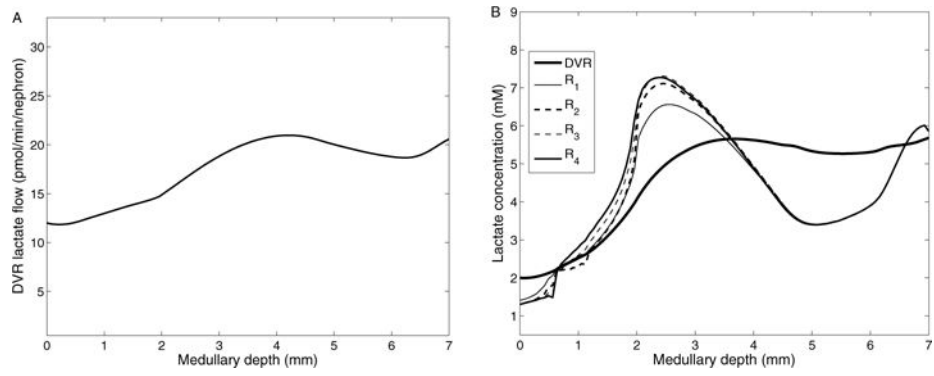 A
DVR lactate flow (pmol/min/nephron)
30
25
20
15
10
5
0 1 2 3 4 5 6 7
Medullary depth (mm)
B
Lactate concentration (mM)
9
8
7
6
5
4
3
2
1
DVR
R1
R2
R3
R4
0 1 2 3 4 5 6 7
Medullary depth (mm)